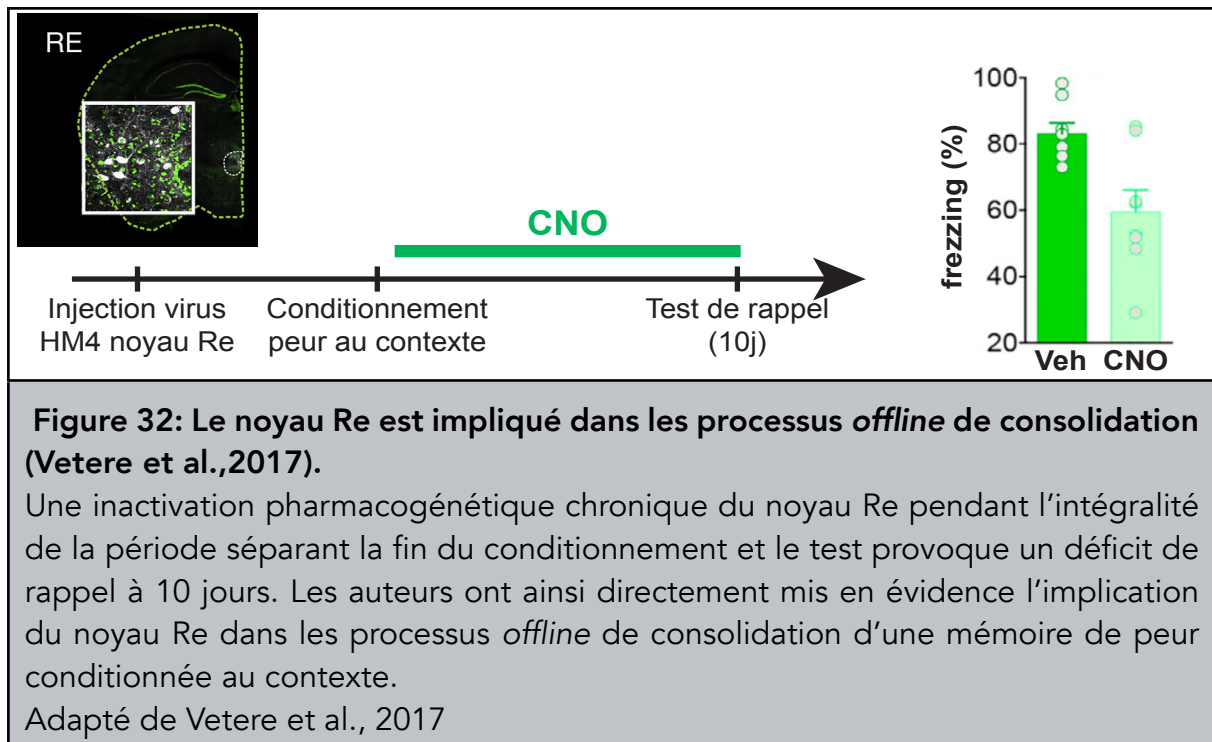 RE
CNO
Injection virus
HM4 noyau Re
Conditionnement
peur au contexte
Test de rappel
(10j)
frezzing (%)
100
80
60
40
20
Veh CNO
Figure 32: Le noyau Re est impliqué dans les processus offline de consolidation
(Vetere et al.,2017).
Une inactivation pharmacogénétique chronique du noyau Re pendant l'intégralité
de la période séparant la fin du conditionnement et le test provoque un déficit de
rappel à 10 jours. Les auteurs ont ainsi directement mis en évidence l'implication
du noyau Re dans les processus offline de consolidation d'une mémoire de peur
conditionnée au contexte.
Adapté de Vetere et al., 2017